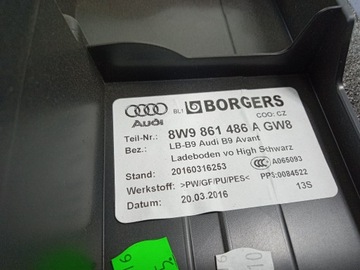 Audi
BL1 BORGERS
COO: CZ
Teil-Nr.: 8W9 861 486 A GW8
Bez.: LB-B9 Audi B9 Avant
Ladeboden vo High Schwarz
Stand: 20160316253
A065093
Werkstoff: >PW/GF/PU/PES<
PPS:0084522
Datum: 20.03.2016
13S